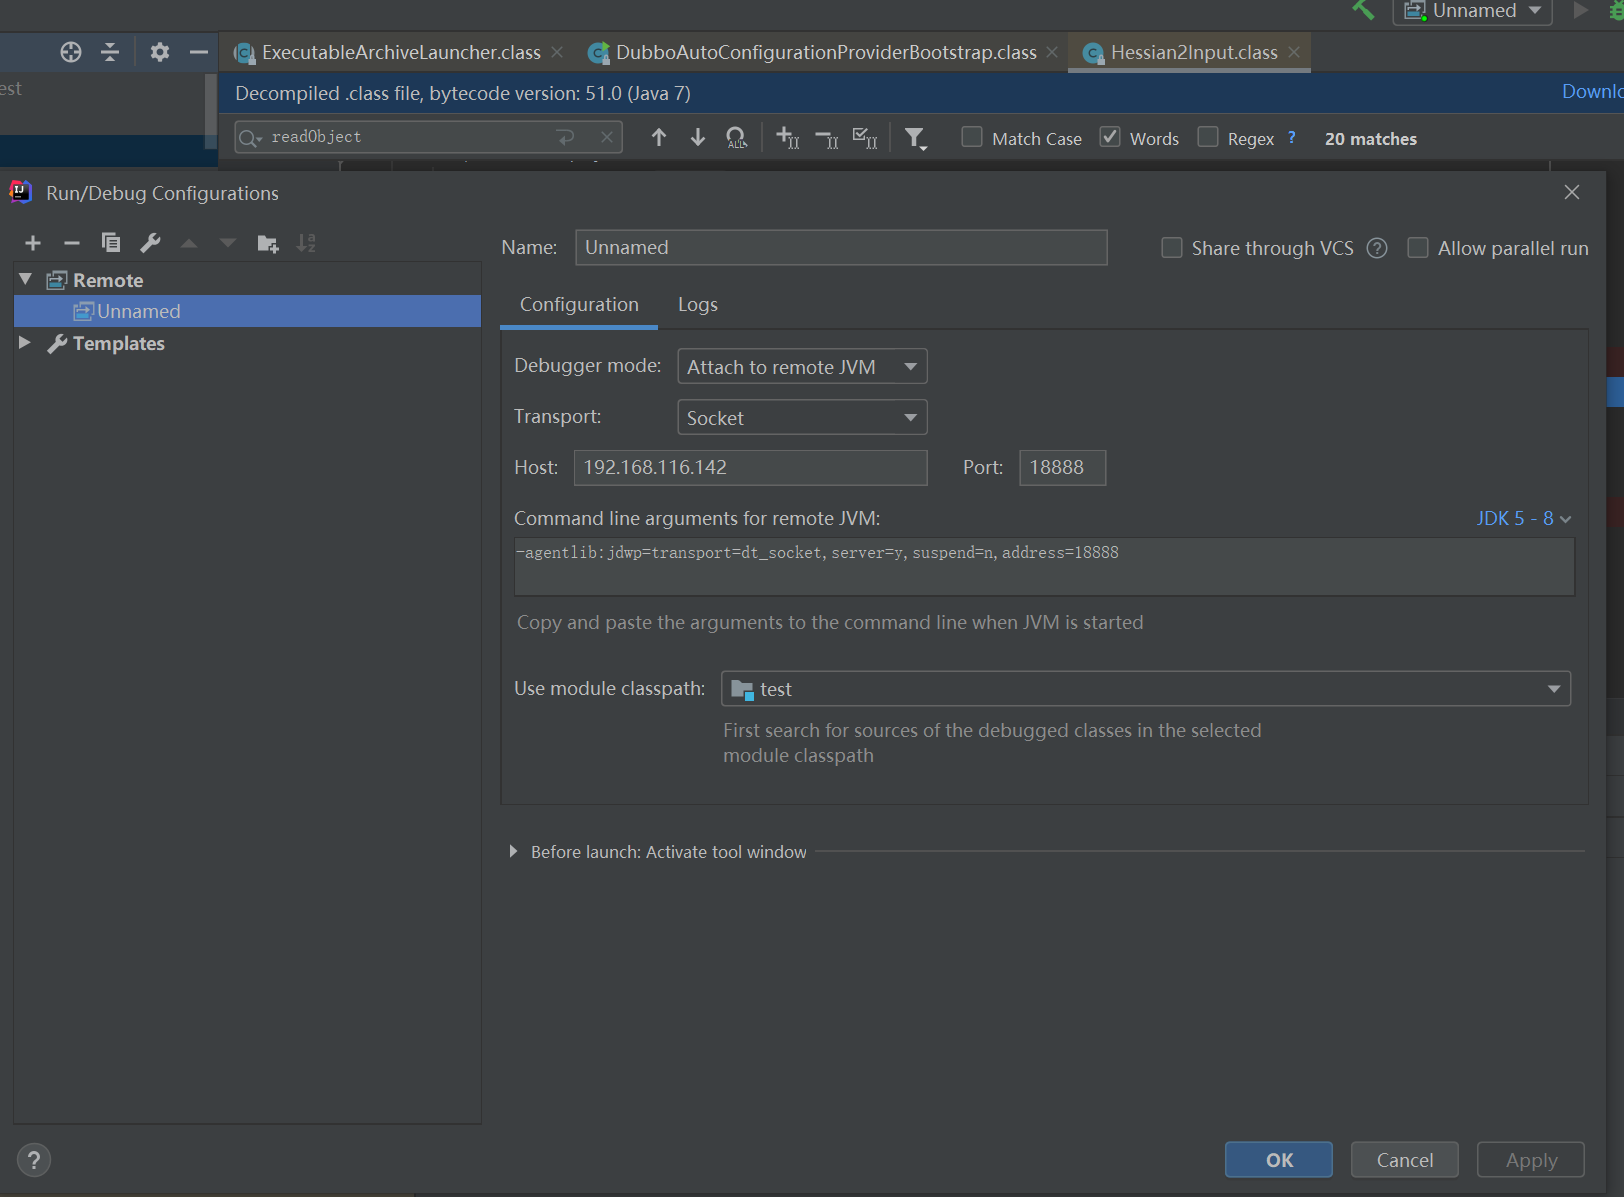 Unnamed
ExecutableArchiveLauncher.class
DubboAutoConfigurationProviderBootstrap.class
Hessian2Input.class
est
Decompiled .class file, bytecode version: 51.0 (Java 7)
readObject
Match Case
Words
Regex
?
20 matches
Run/Debug Configurations
Name:
Unnamed
Share through VCS
?
Allow parallel run
Remote
Unnamed
Templates
Configuration
Logs
Debugger mode:
Attach to remote JVM
Transport:
Socket
Host:
192.168.116.142
Port:
18888
Command line arguments for remote JVM:
JDK 5 - 8
-agentlib:jdwp=transport=dt_socket,server=y,suspend=n,address=18888
Copy and paste the arguments to the command line when JVM is started
Use module classpath:
test
First search for sources of the debugged classes in the selected
module classpath
Before launch: Activate tool window
?
OK
Cancel
Apply